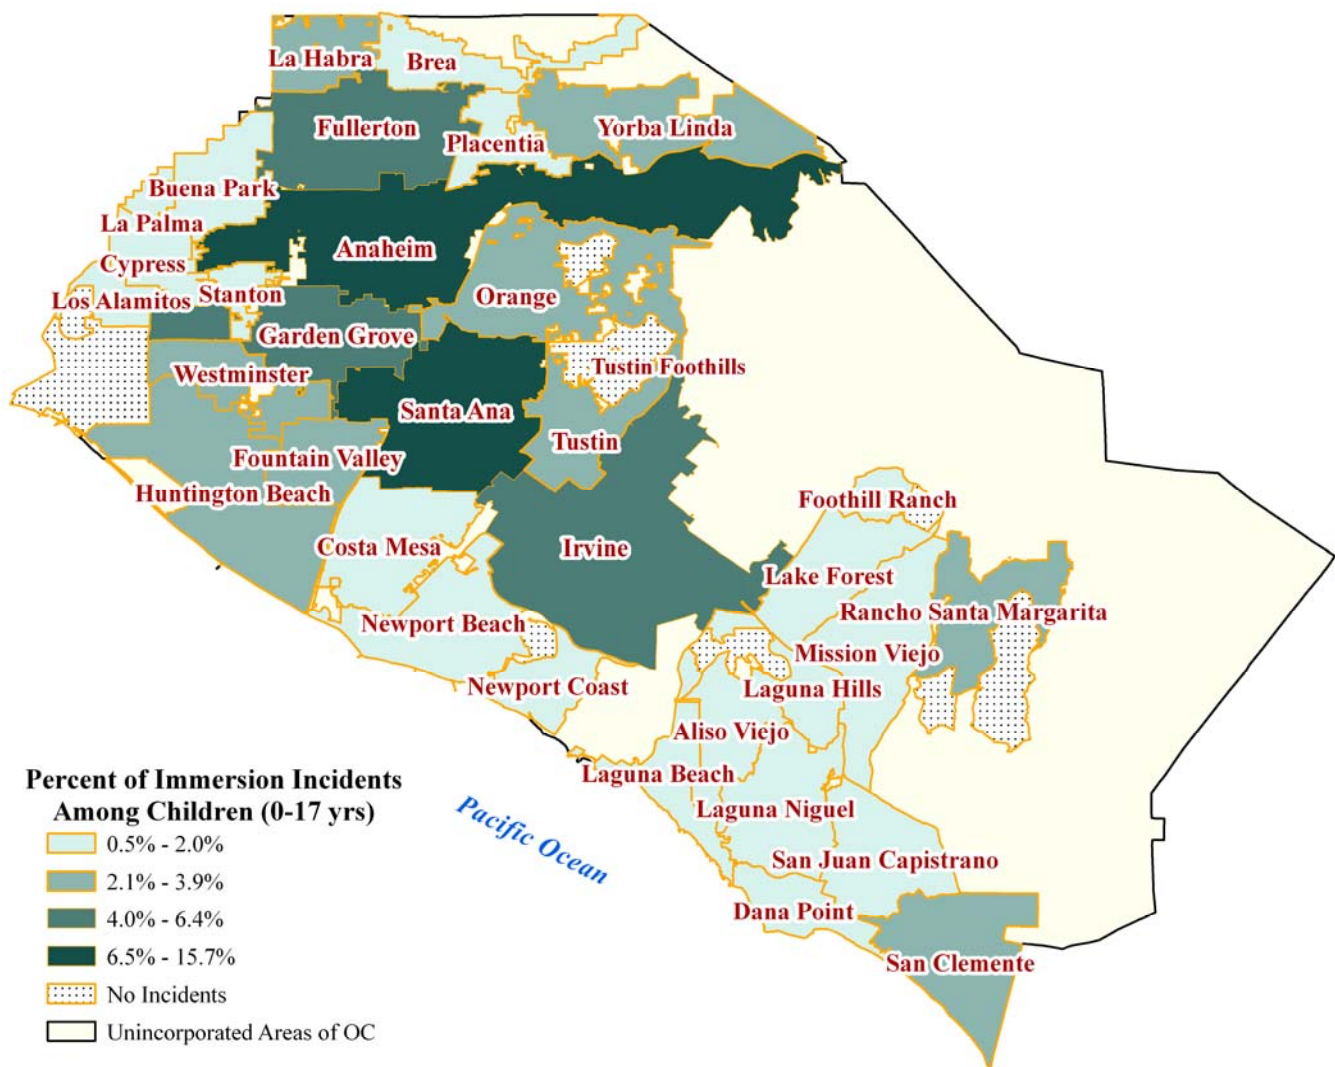 La Habra
Brea
Fullerton
Placentia
Yorba Linda
Buena Park
La Palma
Anaheim
Cypress
Los Alamitos
Stanton
Orange
Garden Grove
Westminster
Tustin Foothills
Santa Ana
Tustin
Fountain Valley
Huntington Beach
Foothill Ranch
Costa Mesa
Irvine
Lake Forest
Rancho Santa Margarita
Newport Beach
Mission Viejo
Newport Coast
Laguna Hills
Aliso Viejo
Laguna Beach
Laguna Niguel
San Juan Capistrano
Dana Point
San Clemente
Pacific Ocean
Percent of Immersion Incidents
Among Children (0-17 yrs)
0.5% - 2.0%
2.1% - 3.9%
4.0% - 6.4%
6.5% - 15.7%
No Incidents
Unincorporated Areas of OC